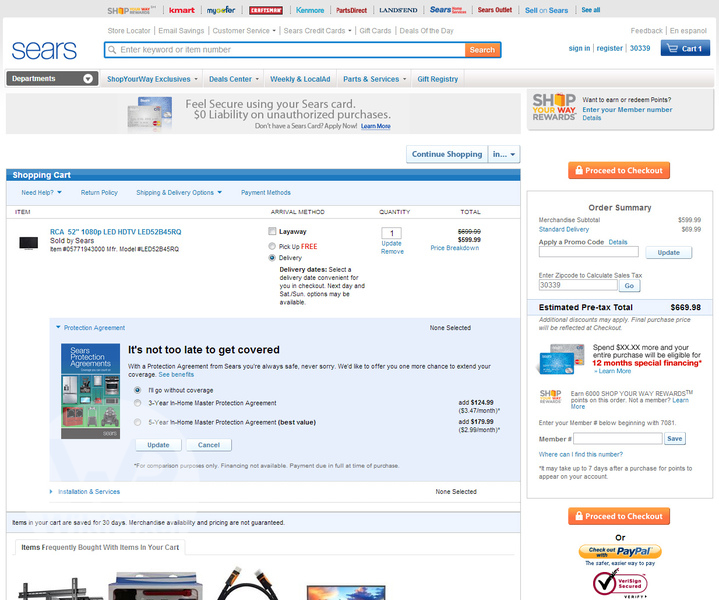 SHOP YOUR WAY REWARDS kmart mygofer CRAFTSMAN Kenmore PartsDirect LANDS'END Sears Home Services Sears Outlet Sell on Sears See all
Store Locator | Email Savings | Customer Service | Sears Credit Cards | Gift Cards | Deals Of The Day
Feedback | En espanol
sears
Enter keyword or item number
Search
sign in | register | 30339
Cart 1
Departments
ShopYourWay Exclusives
Deals Center
Weekly & LocalAd
Parts & Services
Gift Registry
Feel Secure using your Sears card.
$0 Liability on unauthorized purchases.
Don't have a Sears Card? Apply Now! Learn More
SHOP YOUR WAY REWARDS
Want to earn or redeem Points?
Enter your Member number
Details
Continue Shopping
in...
Shopping Cart
Need Help?
Return Policy
Shipping & Delivery Options
Payment Methods
ITEM
ARRIVAL METHOD
QUANTITY
TOTAL
RCA 52" 1080p LED HDTV LED52B45RQ
Sold by Sears
Item #05771943000 Mfr. Model #LED52B45RQ
Layaway
Pick Up FREE
Delivery
Delivery dates: Select a
delivery date convenient for
you in checkout. Next day and
Sat./Sun. options may be
available.
1
Update
Remove
$699.99
$599.99
Price Breakdown
Protection Agreement
None Selected
Sears
Protection
Agreements
sears
It's not too late to get covered
With a Protection Agreement from Sears you're always safe, never sorry. We'd like to offer you one more chance to extend your
coverage. See benefits
I'll go without coverage
3-Year In-Home Master Protection Agreement
add $124.99
($3.47/month)*
5-Year In-Home Master Protection Agreement (best value)
add $179.99
($2.99/month)*
Update
Cancel
*For comparison purposes only. Financing not available. Payment due in full at time of purchase.
Installation & Services
None Selected
Items in your cart are saved for 30 days. Merchandise availability and pricing are not guaranteed.
Items Frequently Bought With Items In Your Cart
Proceed to Checkout
Order Summary
Merchandise Subtotal
$599.99
Standard Delivery
$69.99
Apply a Promo Code Details
Update
Enter Zipcode to Calculate Sales Tax
30339
Go
Estimated Pre-tax Total
$669.98
Additional discounts may apply. Final purchase price
will be reflected at Checkout.
Spend $XX.XX more and your
entire purchase will be eligible for
12 months special financing*
Learn More
SHOP YOUR WAY REWARDS
Earn 6000 SHOP YOUR WAY REWARDS™
points on this order. Not a member? Learn
More
Enter your Member # below beginning with 7081.
Member #
Save
Where can I find this number?
*It may take up to 7 days after a purchase for points to
appear on your account.
Proceed to Checkout
Or
Check out with PayPal
The safer, easier way to pay
VeriSign
Secured
VERIFY